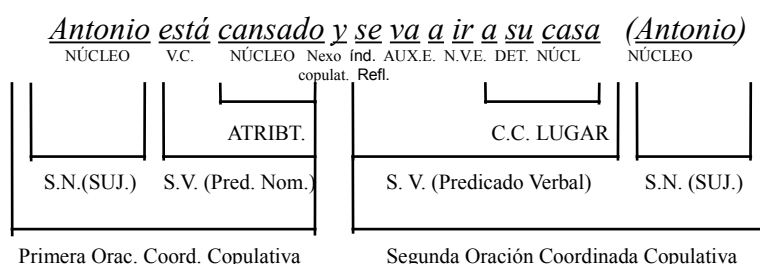 Antonio está cansado y se va a ir a su casa (Antonio)
NÚCLEO V.C. NÚCLEO Nexo índ. AUX.E. N.V.E. DET. NÚCL NÚCLEO
copulat. Refl.
ATRIBT. C.C. LUGAR
S.N.(SUJ.) S.V. (Pred. Nom.) S. V. (Predicado Verbal) S.N. (SUJ.)
Primera Orac. Coord. Copulativa Segunda Oración Coordinada Copulativa